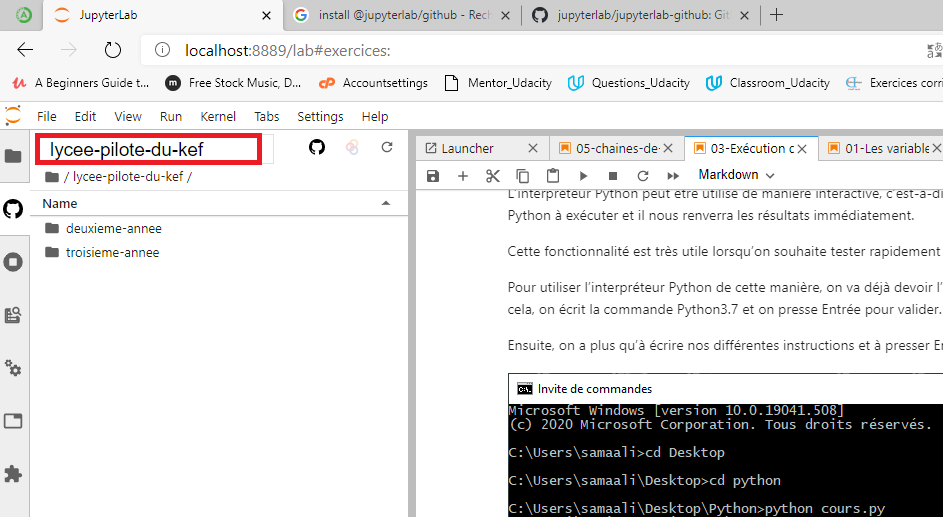 JupyterLab
install @jupyterlab/github - Rech
jupyterlab/jupyterlab-github: Git
localhost:8889/lab#exercices:
A Beginners Guide t...
Free Stock Music, D...
Accountsettings
Mentor_Udacity
Questions_Udacity
Classroom_Udacity
Exercices corri
File Edit View Run Kernel Tabs Settings Help
lycee-pilote-du-kef
/ lycee-pilote-du-kef /
Name
deuxieme-annee
troisieme-annee
Launcher
05-chaines-de-
03-Exécution c
01-Les variable
Markdown
L'interpréteur Python peut être utilisé de manière interactive, c'est-à-di
Python à exécuter et il nous renverra les résultats immédiatement.
Cette fonctionnalité est très utile lorsqu'on souhaite tester rapidement
Pour utiliser l'interpréteur Python de cette manière, on va déjà devoir l'
cela, on écrit la commande Python3.7 et on presse Entrée pour valider.
Ensuite, on a plus qu'à écrire nos différentes instructions et à presser En
Invite de commandes
Microsoft Windows [version 10.0.19041.508]
(c) 2020 Microsoft Corporation. Tous droits réservés.
C:\Users\samaali>cd Desktop
C:\Users\samaali\Desktop>cd python
C:\Users\samaali\Desktop\Python>python cours.py